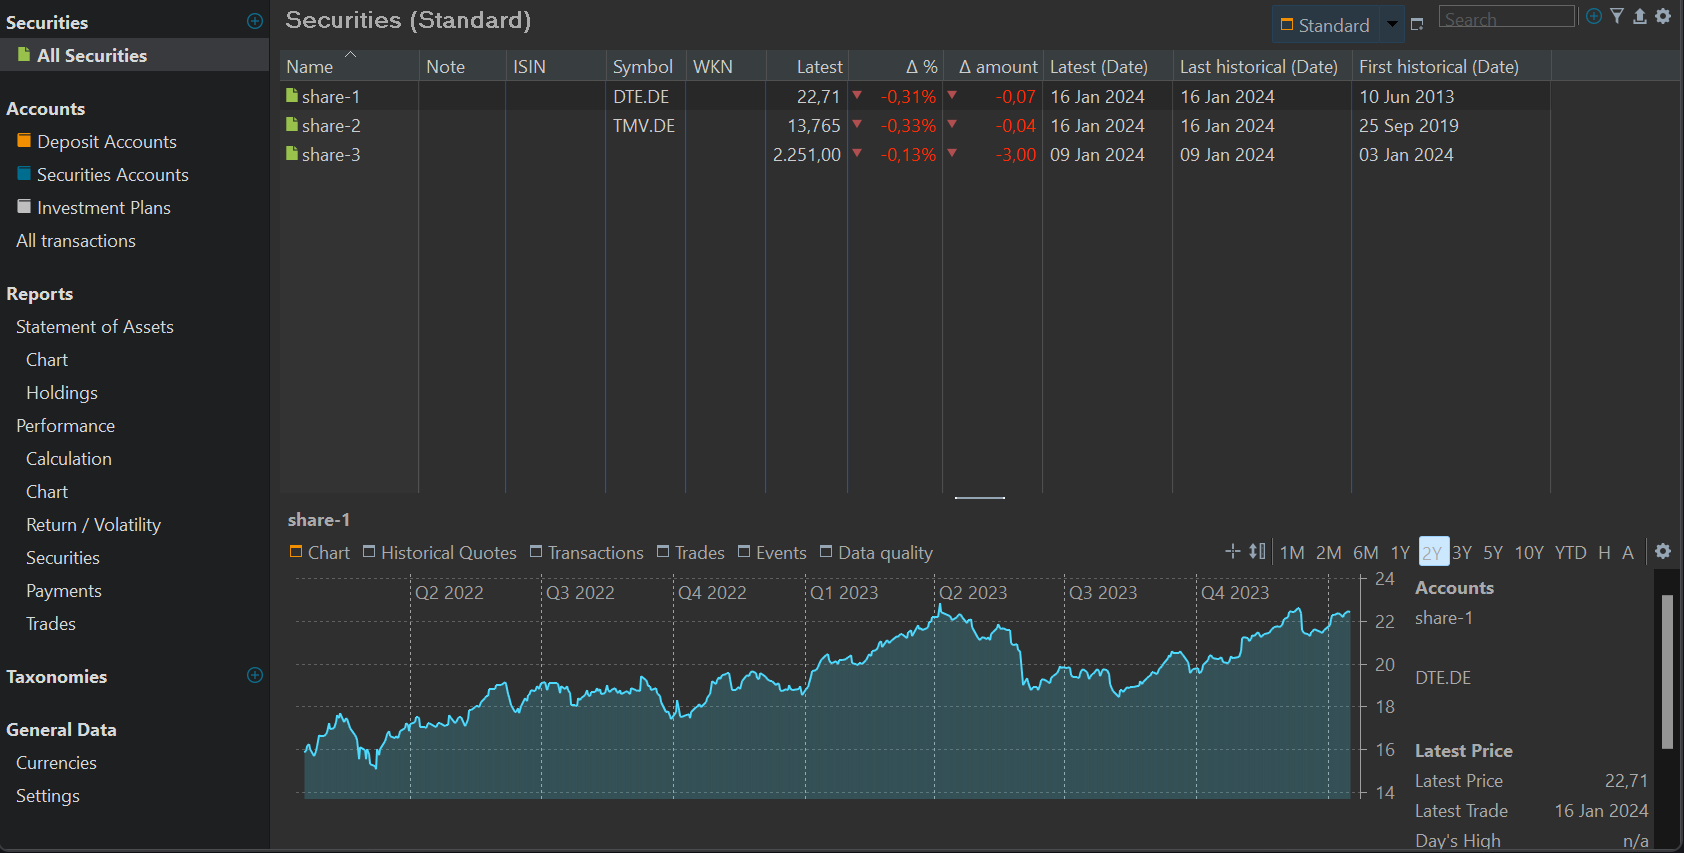 Securities
All Securities
Accounts
Deposit Accounts
Securities Accounts
Investment Plans
All transactions
Reports
Statement of Assets
Chart
Holdings
Performance
Calculation
Chart
Return / Volatility
Securities
Payments
Trades
Taxonomies
General Data
Currencies
Settings
Securities (Standard)
Standard
Search
Name Note ISIN Symbol WKN Latest Δ % Δ amount Latest (Date) Last historical (Date) First historical (Date)
share-1 DTE.DE 22,71 -0,31% -0,07 16 Jan 2024 16 Jan 2024 10 Jun 2013
share-2 TMV.DE 13,765 -0,33% -0,04 16 Jan 2024 16 Jan 2024 25 Sep 2019
share-3 2.251,00 -0,13% -3,00 09 Jan 2024 09 Jan 2024 03 Jan 2024
share-1
Chart Historical Quotes Transactions Trades Events Data quality 1M 2M 6M 1Y 2Y 3Y 5Y 10Y YTD H A
Q2 2022 Q3 2022 Q4 2022 Q1 2023 Q2 2023 Q3 2023 Q4 2023
24
22
20
18
16
14
Accounts
share-1
DTE.DE
Latest Price
Latest Price 22,71
Latest Trade 16 Jan 2024
Day's High n/a